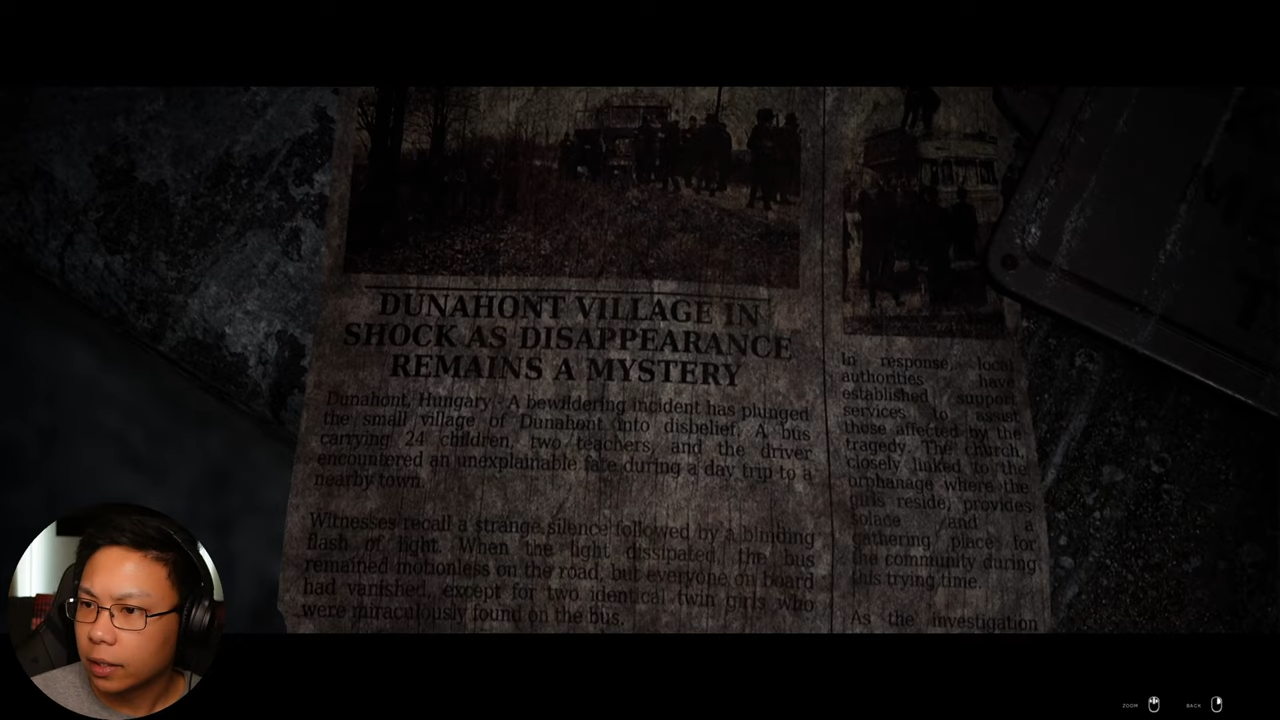 DUNAHONT VILLAGE IN
SHOCK AS DISAPPEARANCE
REMAINS A MYSTERY
Dunahont, Hungary - A bewildering incident has plunged
the small village of Dunahont into disbelief. A bus
carrying 24 children, two teachers, and the driver
encountered an unexplainable fate during a day trip to a
nearby town.
Witnesses recall a strange silence followed by a blinding
flash of light. When the light dissipated, the bus
remained motionless on the road, but everyone on board
had vanished, except for two identical twin girls who
were miraculously found on the bus.
In response, local
authorities have
established support
services to assist
those affected by the
tragedy. The church,
closely linked to the
orphanage where the
girls reside, provides
solace and a
gathering place for
the community during
this trying time.
As the investigation
ZOOM
BACK